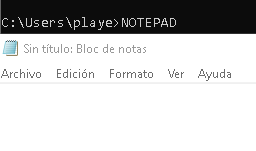 C:\Users\playe>NOTEPAD
Sin título: Bloc de notas
Archivo Edición Formato Ver Ayuda